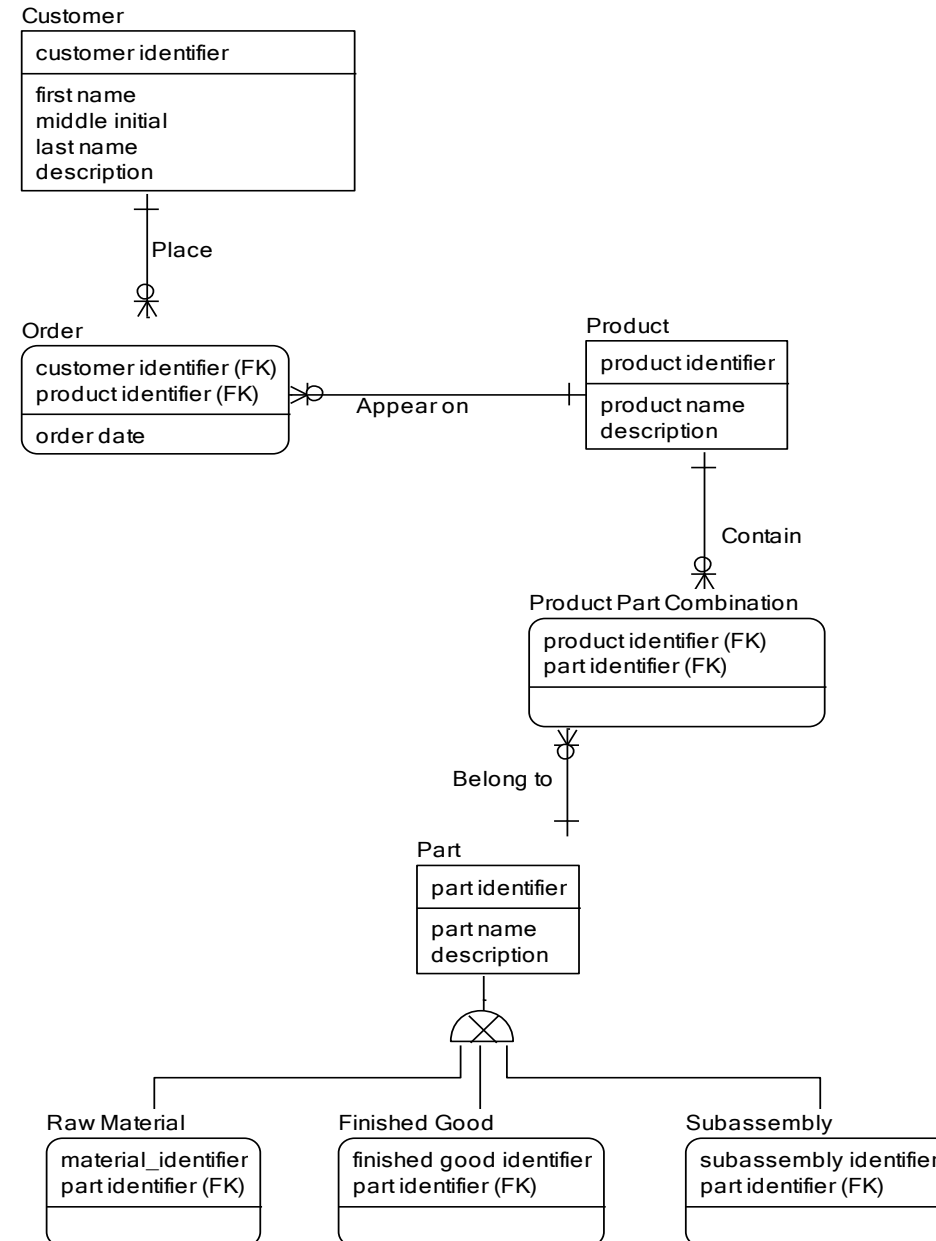 Customer
customer identifier
first name
middle initial
last name
description
Place
Order
customer identifier (FK)
product identifier (FK)
order date
Appear on
Product
product identifier
product name
description
Contain
Product Part Combination
product identifier (FK)
part identifier (FK)
Belong to
Part
part identifier
part name
description
Raw Material
material_identifier
part identifier (FK)
Finished Good
finished good identifier
part identifier (FK)
Subassembly
subassembly identifier
part identifier (FK)